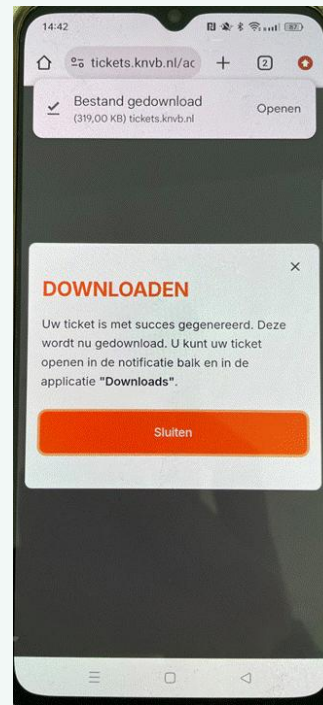 14:42
tickets.knvb.nl/ac
2
Bestand gedownload
(319,00 KB) tickets.knvb.nl
Openen
DOWNLOADEN
Uw ticket is met succes gegenereerd. Deze
wordt nu gedownload. U kunt uw ticket
openen in de notificatie balk en in de
applicatie "Downloads".
Sluiten